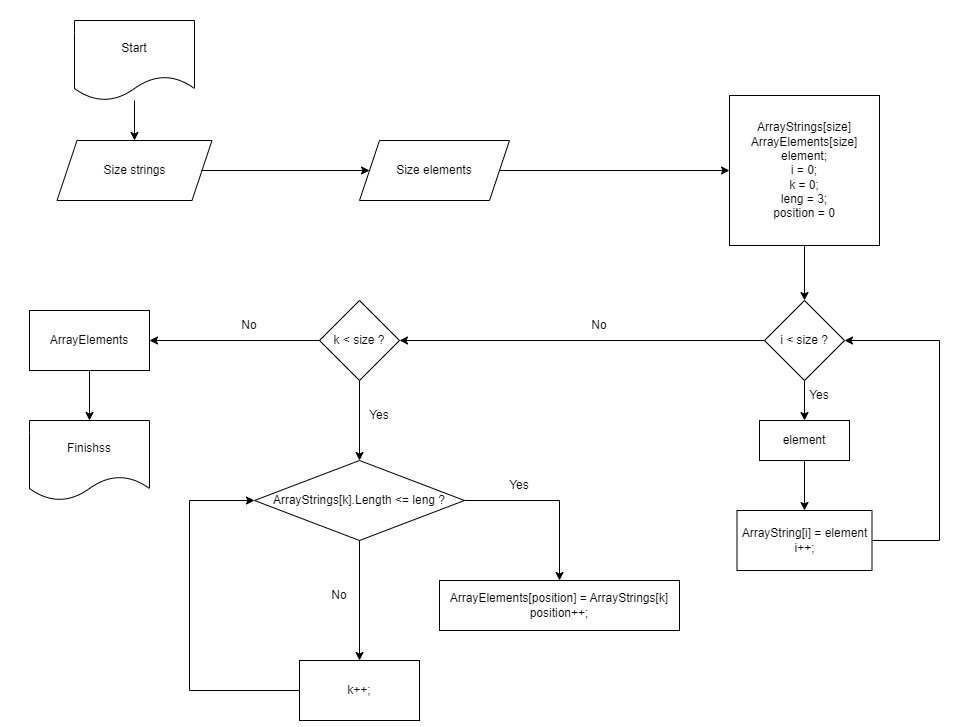 Start
Size strings
Size elements
ArrayStrings[size]
ArrayElements[size]
element;
i = 0;
k = 0;
leng = 3;
position = 0
i < size ?
No
k < size ?
No
ArrayElements
Finishss
Yes
element
ArrayString[i] = element
i++;
Yes
ArrayStrings[k].Length <= leng ?
Yes
ArrayElements[position] = ArrayStrings[k]
position++;
No
k++;